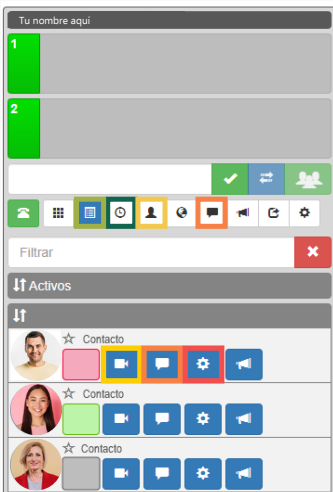 Tu nombre aquí
1
2
Filtrar
Activos
Contacto
Contacto
Contacto